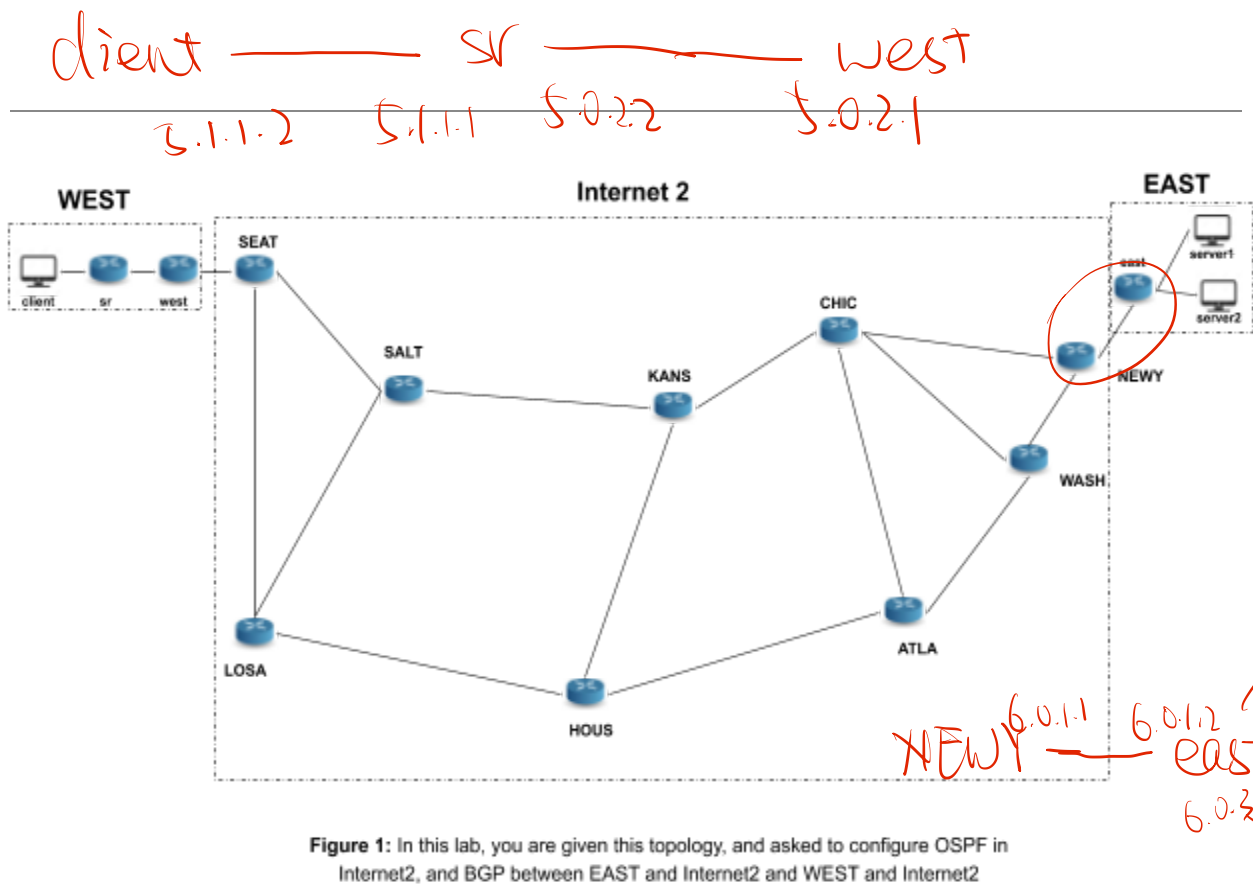 client sr west
5.1.1.2 5.1.1.1 5.0.2.2 5.0.2.1
WEST
Internet 2
EAST
SEAT
server1
east
client
sr
west
CHIC
server2
SALT
KANS
NEWY
WASH
ATLA
LOSA
HOUS
6.0.1.1 6.0.1.2
NEWY
Figure 1: In this lab, you are given this topology, and asked to configure OSPF in
Internet2, and BGP between EAST and Internet2 and WEST and Internet2